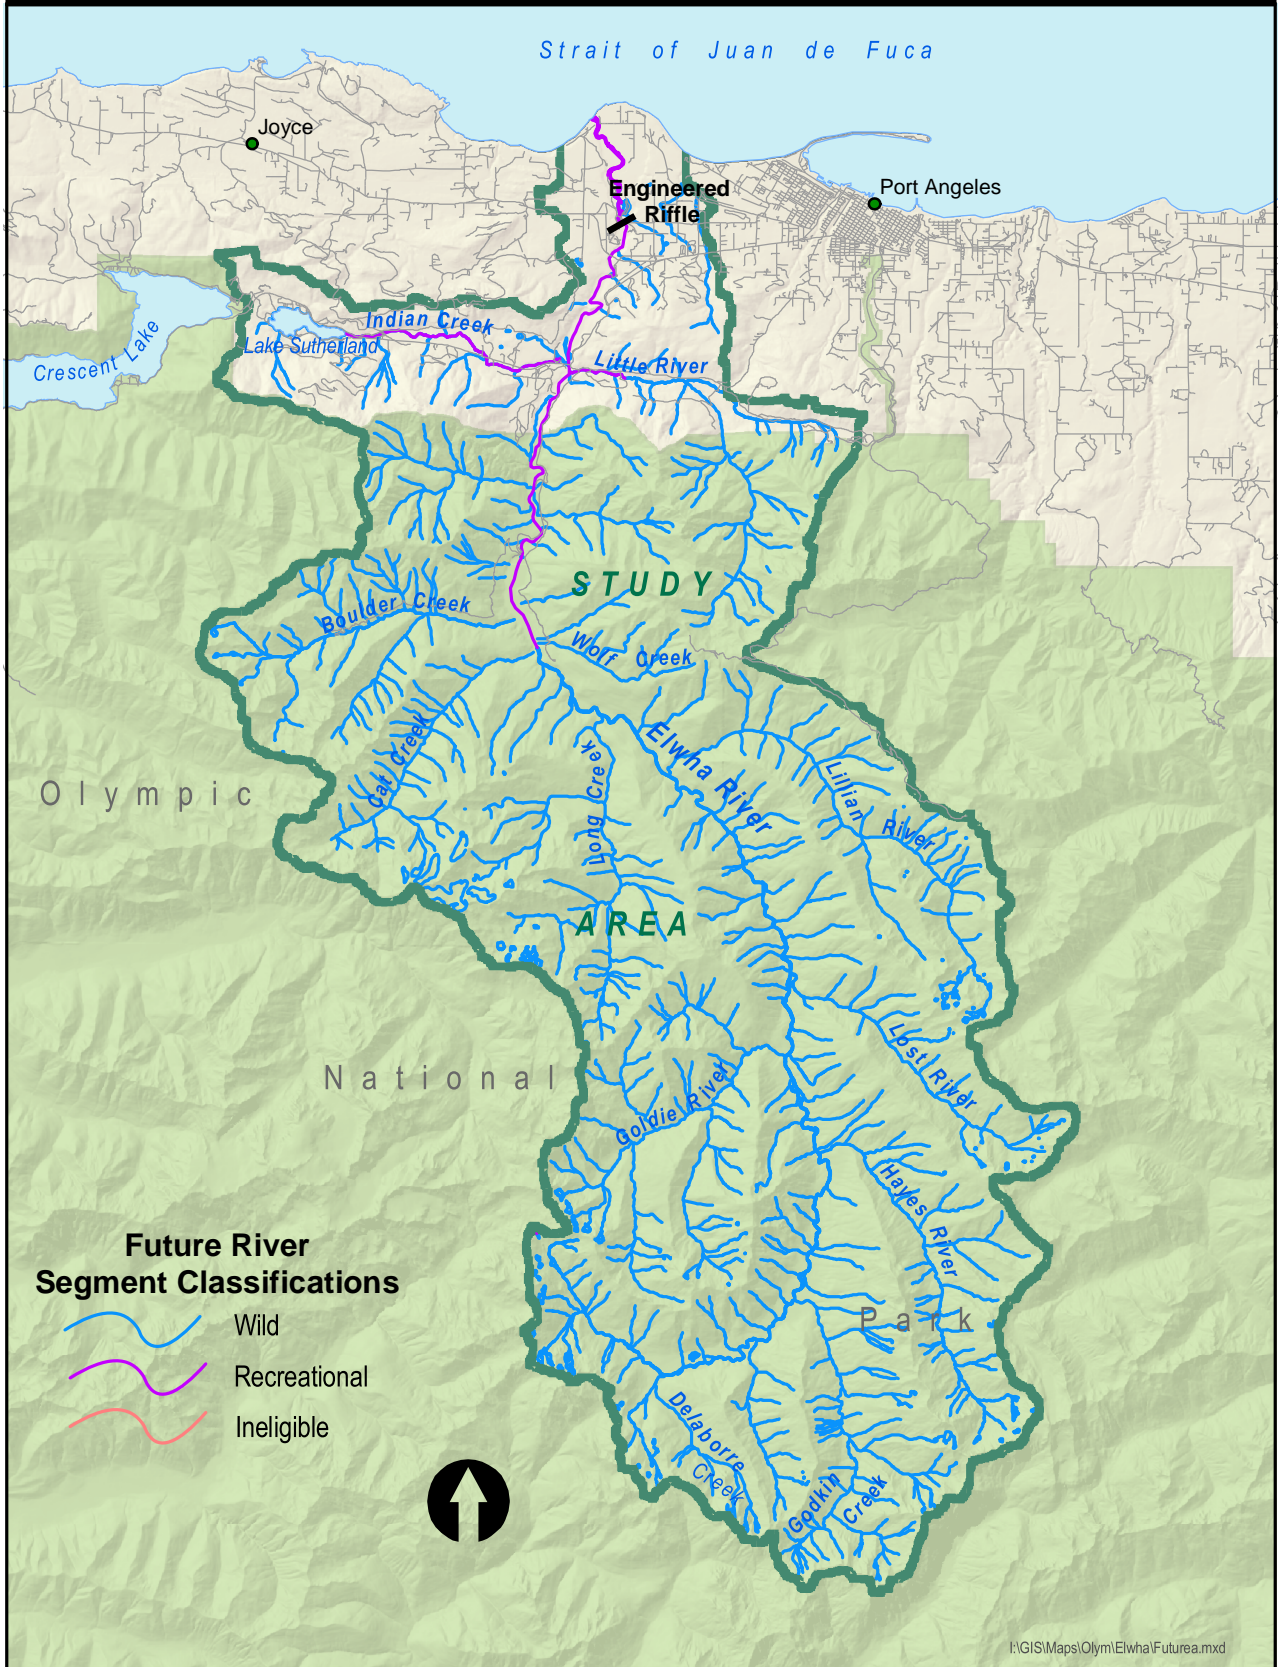 Strait of Juan de Fuca
Joyce
Port Angeles
Engineered
Riffle
Indian Creek
Lake Sutherland
Crescent Lake
Little River
STUDY
Boulder Creek
Wolf Creek
Elwha River
Cat Creek
Long Creek
Lillian River
Olympic
AREA
Lost River
National
Goldie River
Hayes River
Park
Future River
Segment Classifications
Wild
Recreational
Ineligible
Delaborre
Creek
Godkin
Creek
I:\GIS\Maps\Olym\Elwha\Futurea.mxd